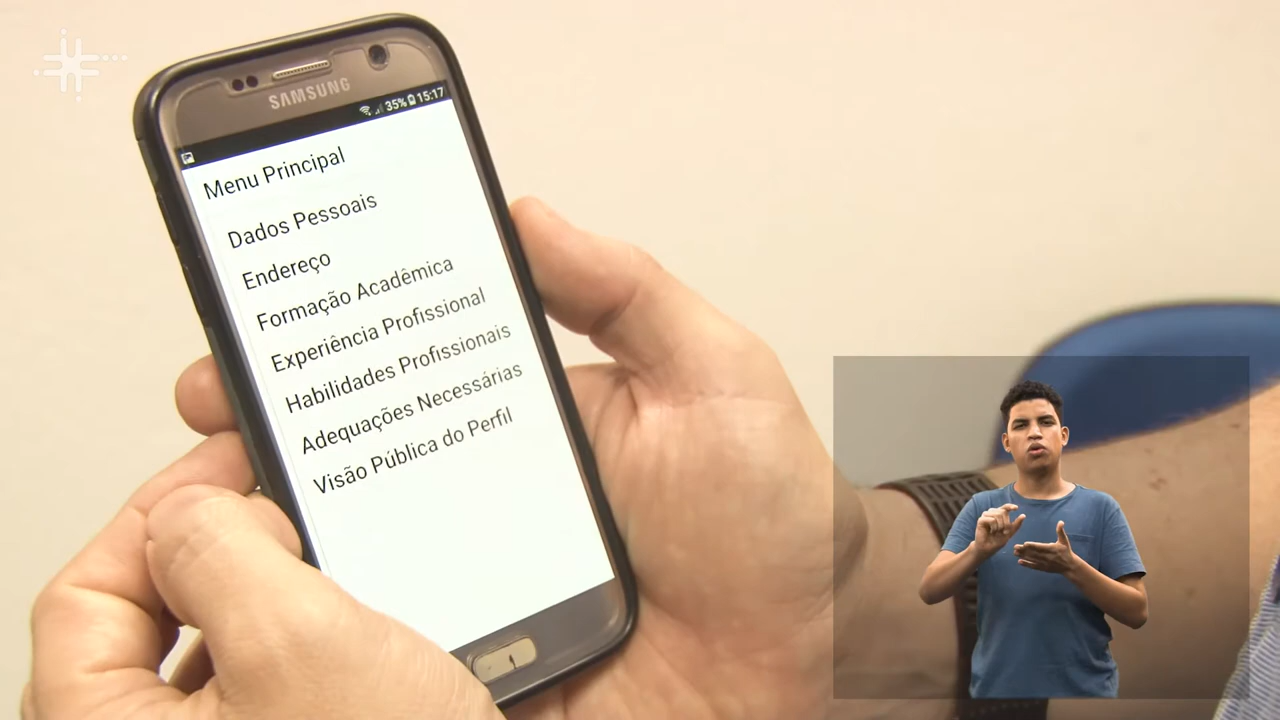 SAMSUNG
35% 15:17
Menu Principal
Dados Pessoais
Endereço
Formação Acadêmica
Experiência Profissional
Habilidades Profissionais
Adequações Necessárias
Visão Pública do Perfil